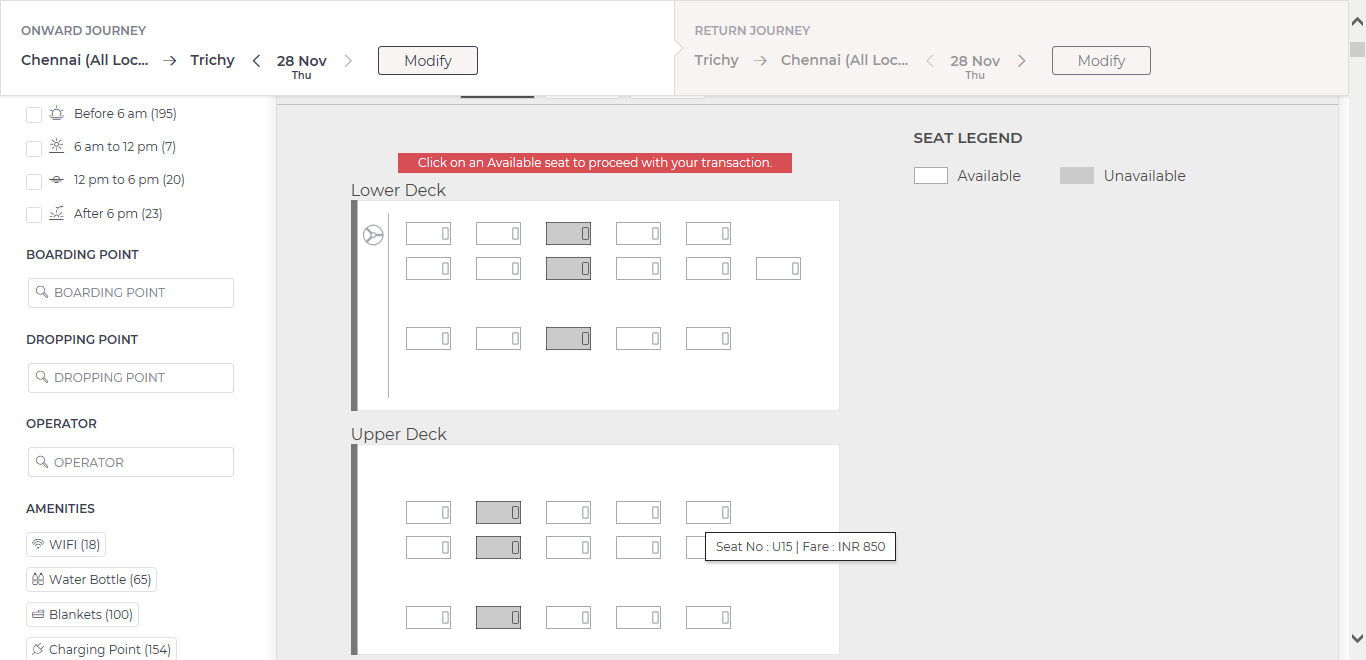 ONWARD JOURNEY
Chennai (All Loc... → Trichy < 28 Nov > Modify
Thu
RETURN JOURNEY
Trichy → Chennai (All Loc... < 28 Nov > Modify
Thu
Before 6 am (195)
6 am to 12 pm (7)
12 pm to 6 pm (20)
After 6 pm (23)
BOARDING POINT
BOARDING POINT
DROPPING POINT
DROPPING POINT
OPERATOR
OPERATOR
AMENITIES
WIFI (18)
Water Bottle (65)
Blankets (100)
Charging Point (154)
Click on an Available seat to proceed with your transaction.
Lower Deck
Upper Deck
Seat No : U15 | Fare : INR 850
SEAT LEGEND
Available
Unavailable